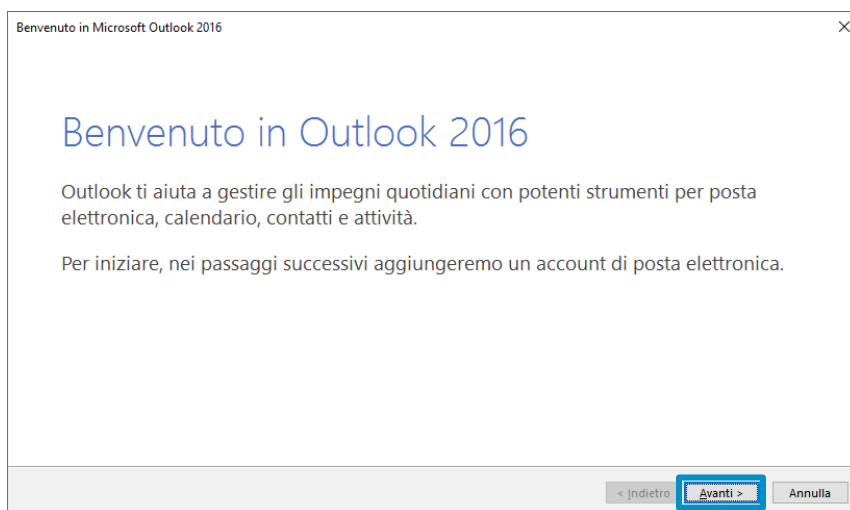 Benvenuto in Microsoft Outlook 2016
Benvenuto in Outlook 2016
Outlook ti aiuta a gestire gli impegni quotidiani con potenti strumenti per posta
elettronica, calendario, contatti e attività.
Per iniziare, nei passaggi successivi aggiungeremo un account di posta elettronica.
< Indietro Avanti > Annulla